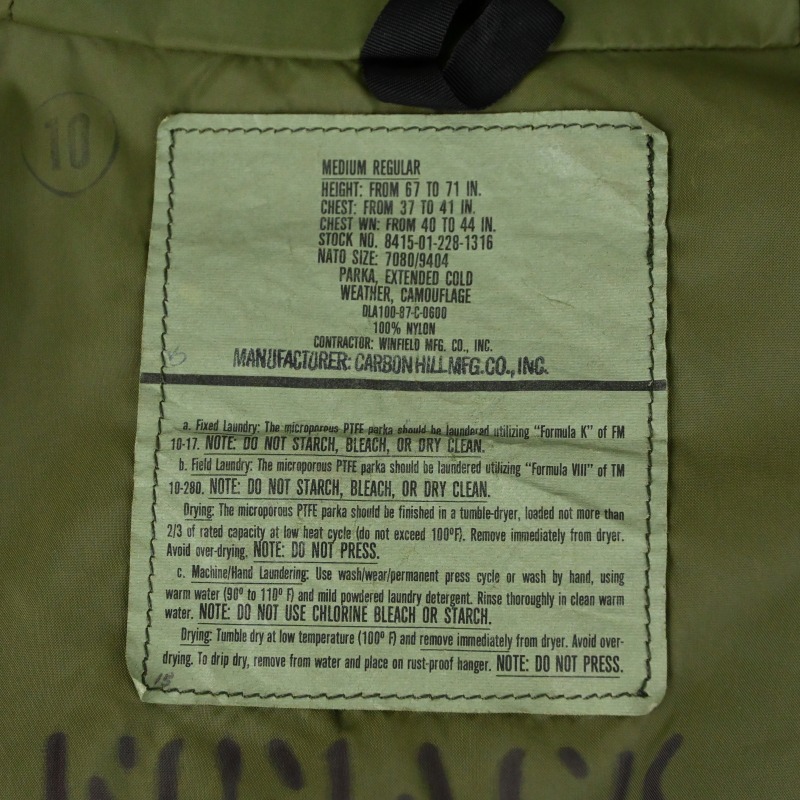 10
MEDIUM REGULAR
HEIGHT: FROM 67 TO 71 IN.
CHEST: FROM 37 TO 41 IN.
CHEST WN: FROM 40 TO 44 IN.
STOCK NO. 8415-01-228-1316
NATO SIZE: 7080/9404
PARKA, EXTENDED COLD
WEATHER, CAMOUFLAGE
DLA100-87-C-0600
100% NYLON
CONTRACTOR: WINFIELD MFG. CO., INC.
MANUFACTURER: CARBON HILL MFG. CO., INC.
a. Fixed Laundry: The microporous PTFE parka should be laundered utilizing "Formula K" of FM
10-17. NOTE: DO NOT STARCH, BLEACH, OR DRY CLEAN.
b. Field Laundry: The microporous PTFE parka should be laundered utilizing "Formula VIII" of TM
10-280. NOTE: DO NOT STARCH, BLEACH, OR DRY CLEAN.
Drying: The microporous PTFE parka should be finished in a tumble-dryer, loaded not more than
2/3 of rated capacity at low heat cycle (do not exceed 100ºF). Remove immediately from dryer.
Avoid over-drying. NOTE: DO NOT PRESS.
c. Machine/Hand Laundering: Use wash/wear/permanent press cycle or wash by hand, using
warm water (90º to 110º F) and mild powdered laundry detergent. Rinse thoroughly in clean warm
water. NOTE: DO NOT USE CHLORINE BLEACH OR STARCH.
Drying: Tumble dry at low temperature (100º F) and remove immediately from dryer. Avoid over-
drying. To drip dry, remove from water and place on rust-proof hanger. NOTE: DO NOT PRESS.
15